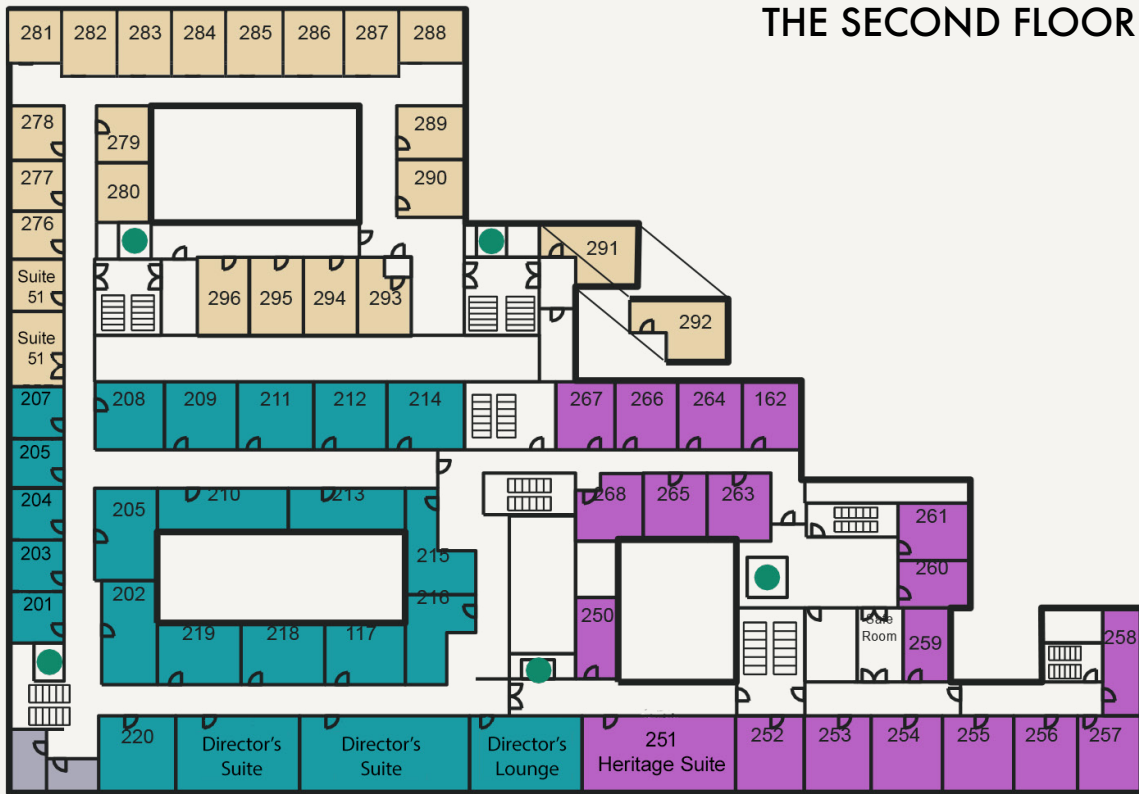 THE SECOND FLOOR
281 282 283 284 285 286 287 288
278 279 289
277 280 290
276
291
Suite
51
296 295 294 293
292
Suite
51
207 208 209 211 212 214 267 266 264 162
205
204 205 210 213 268 265 263 261
203 215 260
201 202 216 250 259 258
219 218 117
Safe
Room
220 Director's
Suite
Director's
Suite
Director's
Lounge
251
Heritage Suite
252 253 254 255 256 257